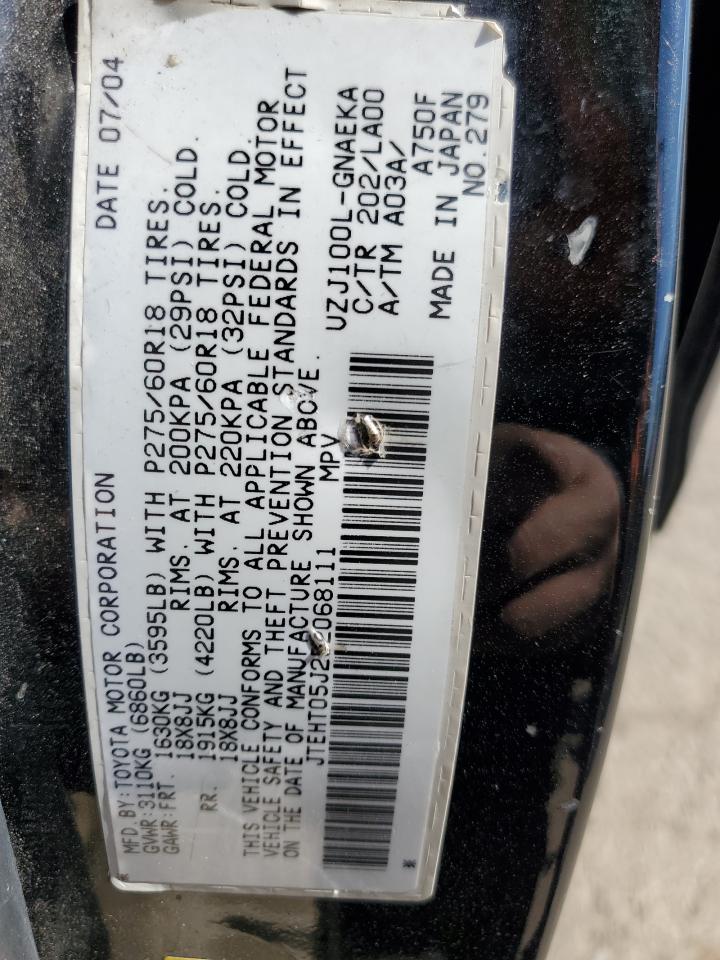 MFD.BY:TOYOTA MOTOR CORPORATION DATE 07/04
GVWR:3110KG (6860LB)
GAWR:FRT. 1630KG (3595LB) WITH P275/60R18 TIRES.
18X8JJ RIMS. AT 200KPA (29PSI) COLD.
RR. 1915KG (4220LB) WITH P275/60R18 TIRES.
18X8JJ RIMS. AT 220KPA (32PSI) COLD.
THIS VEHICLE CONFORMS TO ALL APPLICABLE FEDERAL MOTOR
VEHICLE SAFETY AND THEFT PREVENTION STANDARDS IN EFFECT
ON THE DATE OF MANUFACTURE SHOWN ABOVE.
MPV
UZJ100L-GNAEKA
C/TR 202/LA00
A/TM A03A/
A750F
MADE IN JAPAN
NO.279